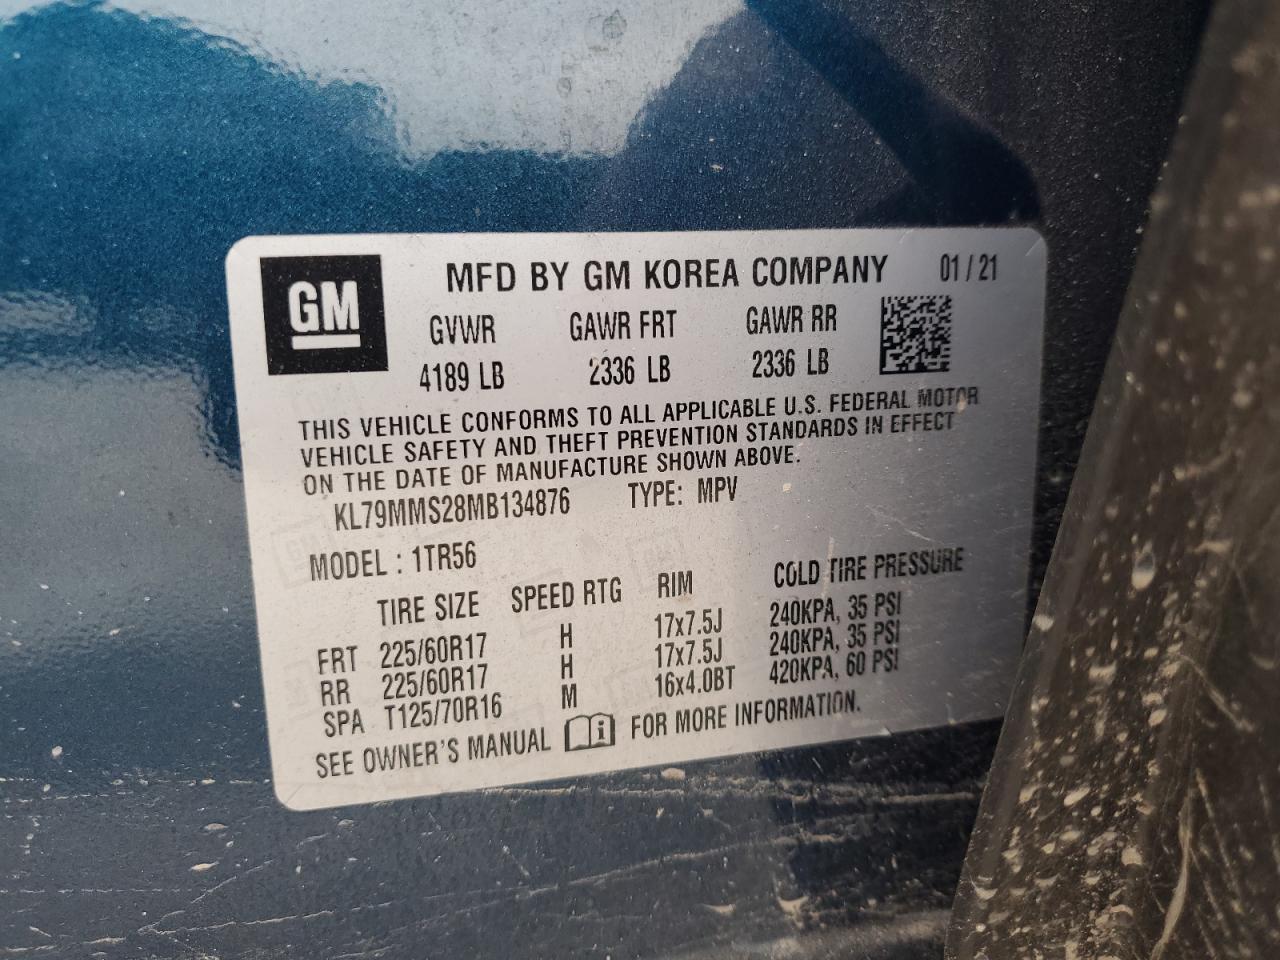 GM
MFD BY GM KOREA COMPANY 01 / 21
GVWR GAWR FRT GAWR RR
4189 LB 2336 LB 2336 LB
THIS VEHICLE CONFORMS TO ALL APPLICABLE U.S. FEDERAL MOTOR
VEHICLE SAFETY AND THEFT PREVENTION STANDARDS IN EFFECT
ON THE DATE OF MANUFACTURE SHOWN ABOVE.
KL79MMS28MB134876 TYPE: MPV
MODEL : 1TR56
TIRE SIZE SPEED RTG RIM COLD TIRE PRESSURE
FRT 225/60R17 H 17x7.5J 240KPA, 35 PSI
RR 225/60R17 H 17x7.5J 240KPA, 35 PSI
SPA T125/70R16 M 16x4.0BT 420KPA, 60 PSI
SEE OWNER'S MANUAL FOR MORE INFORMATION.